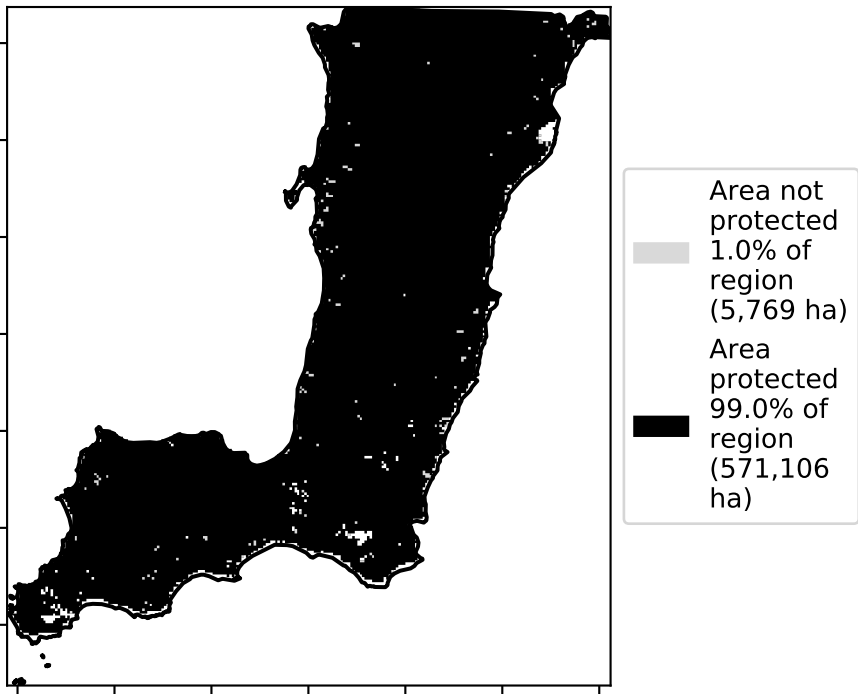 Area not
protected
1.0% of
region
(5,769 ha)
Area
protected
99.0% of
region
(571,106
ha)